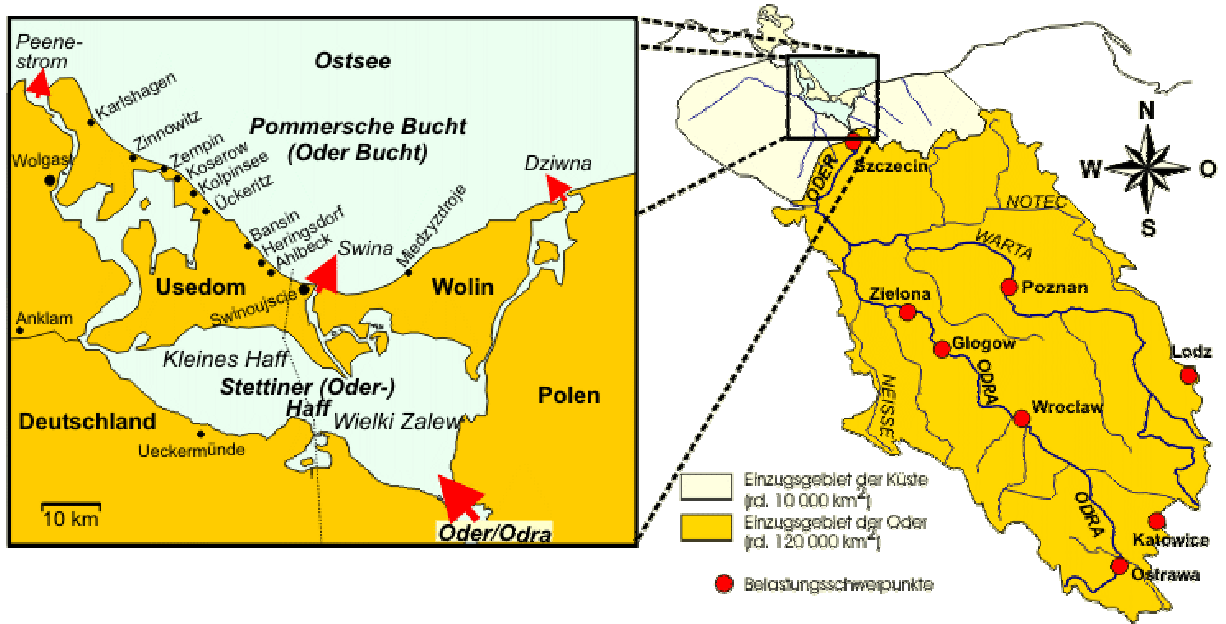 Peene-
strom
Ostsee
Karlshagen
Pommersche Bucht
(Oder Bucht)
Zinnowitz
Zempin
Koserow
Kolpinsee
Ückeritz
Wolgast
Dziwna
Bansin
Heringsdorf
Ahlbeck
Swina
Miedzyzdroje
Usedom
Wolin
Swinoujscie
Anklam
Kleines Haff
Stettiner (Oder-)
Haff
Wielki Zalew
Polen
Deutschland
Ueckermünde
10 km
Oder/Odra
N
W
O
S
ODER
Szczecin
NOTEC
WARTA
Poznan
Zielona
Glogow
Lodz
ODRA
NEISSE
Wroclaw
ODRA
Katowice
Ostrawa
Einzugsgebiet der Küste
(rd. 10 000 km²)
Einzugsgebiet der Oder
(rd. 120 000 km²)
Belastungsschwerpunkte